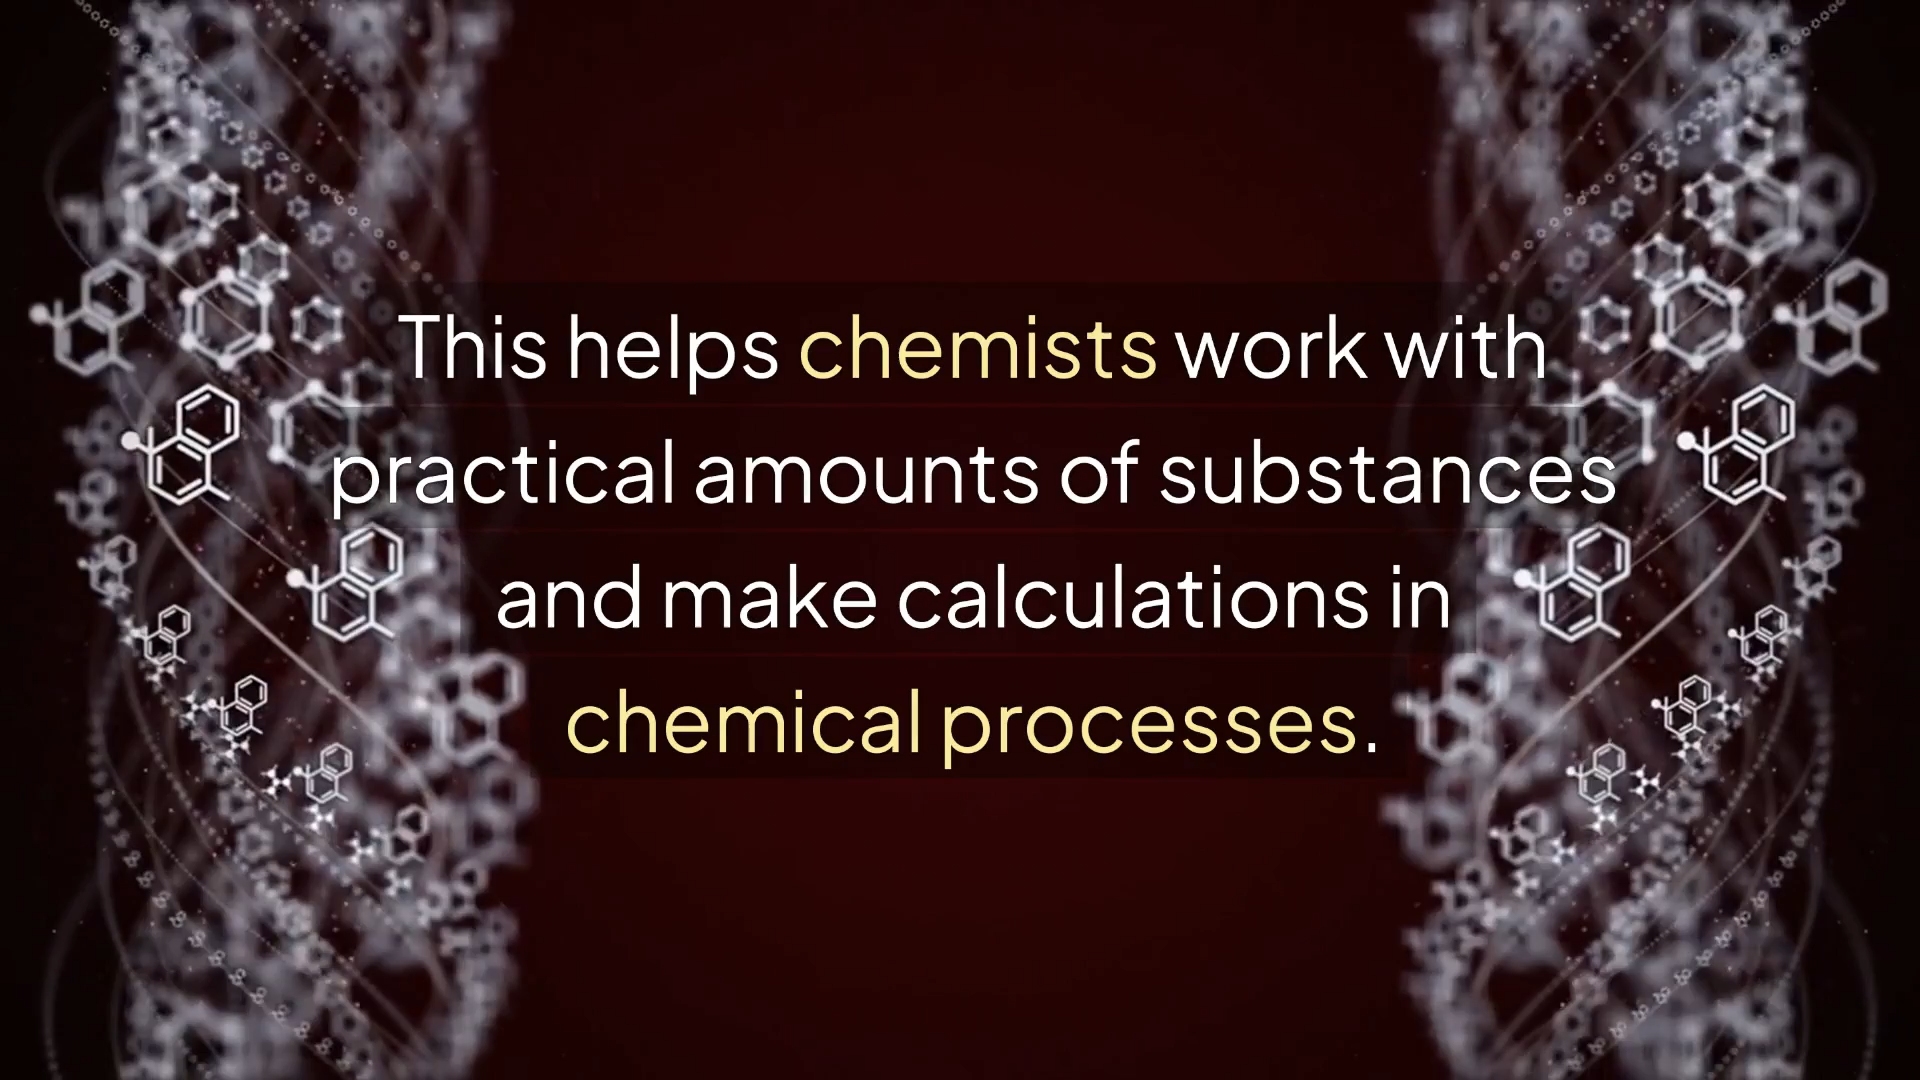 This helps chemists work with
practical amounts of substances
and make calculations in
chemical processes.